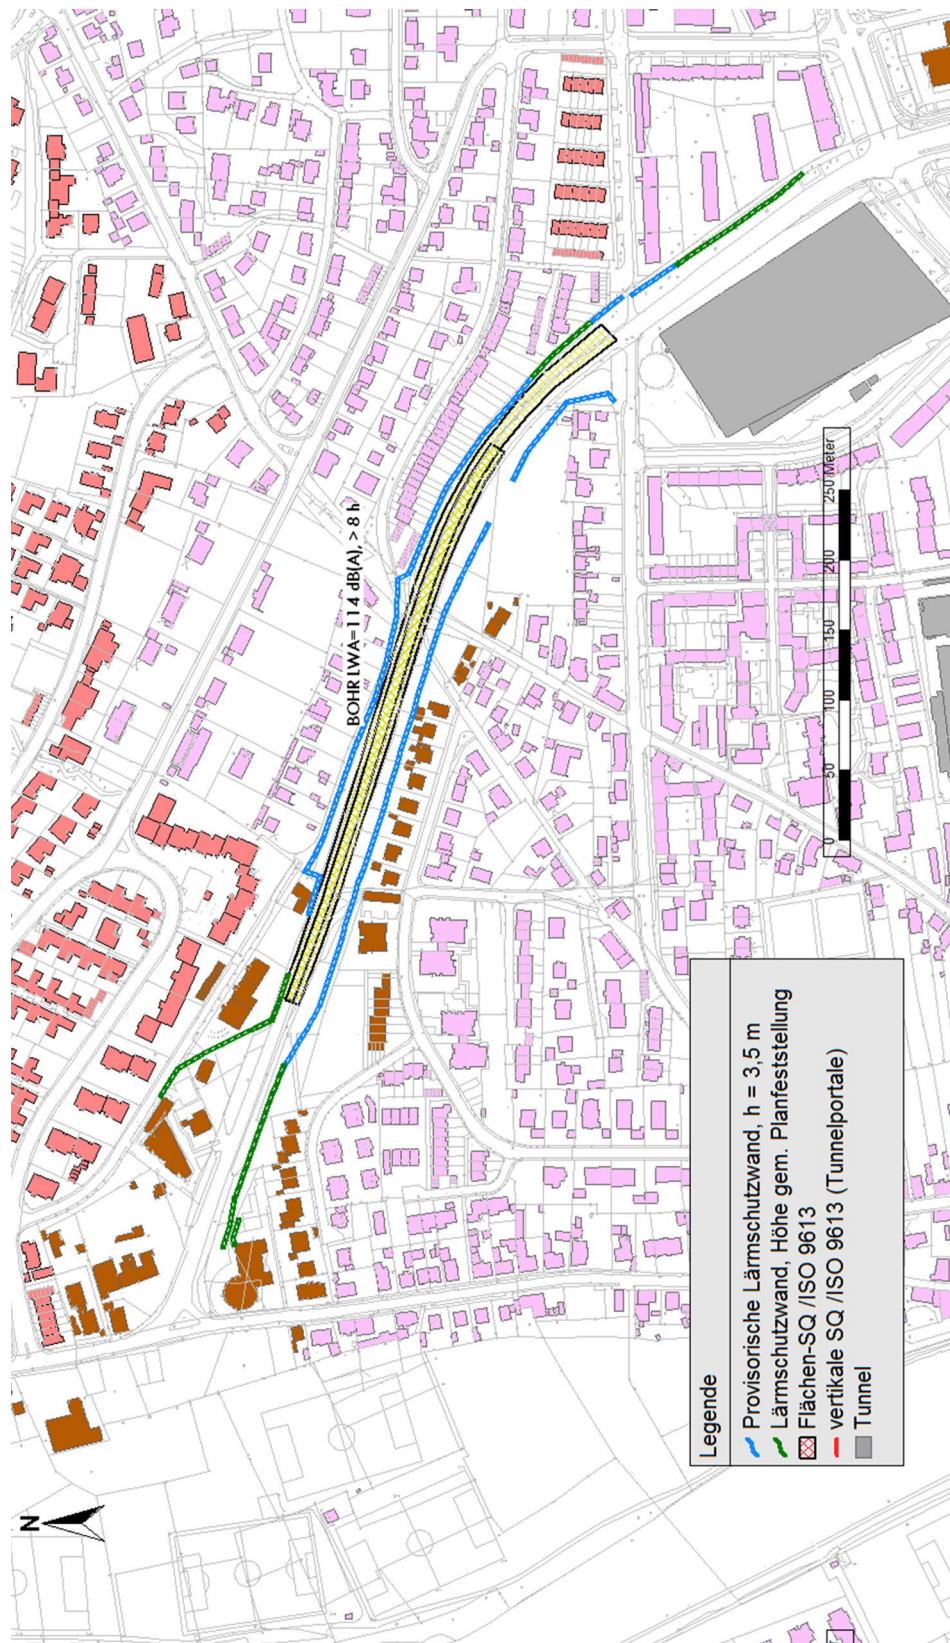 N
BOHR LWA=114 dB(A), > 8 h
0 50 100 150 200 250 Meter
Legende
Provisorische Lärmschutzwand, h = 3,5 m
Lärmschutzwand, Höhe gem. Planfeststellung
Flächen-SQ /ISO 9613
vertikale SQ /ISO 9613 (Tunnelportale)
Tunnel